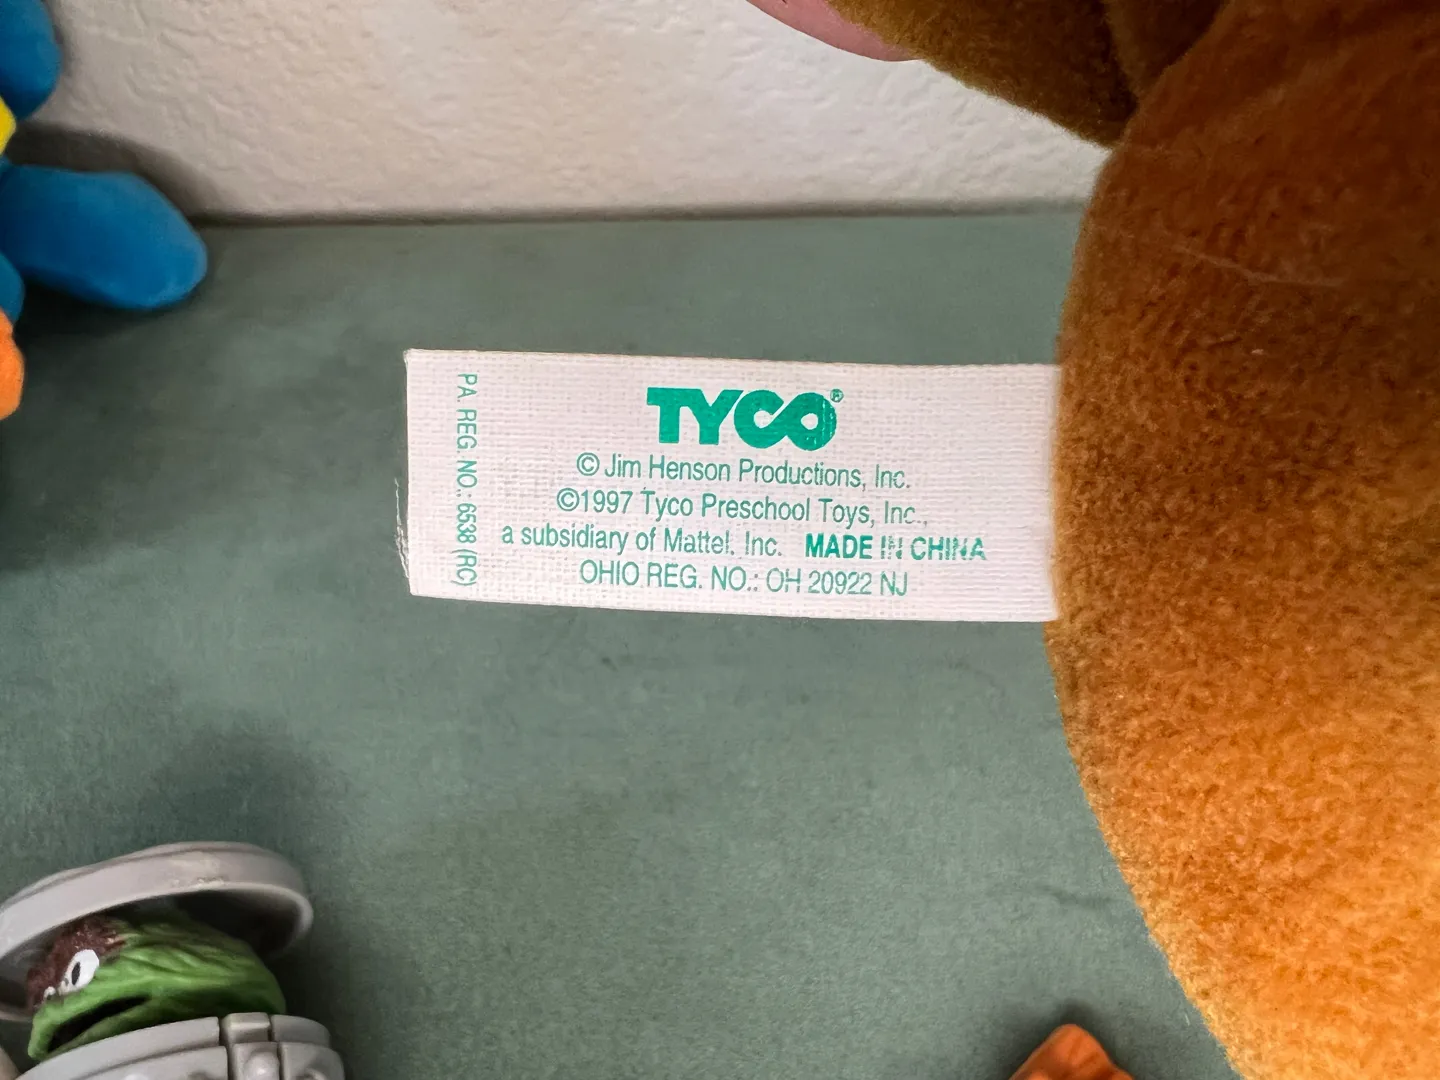 TYCO®
© Jim Henson Productions, Inc.
©1997 Tyco Preschool Toys, Inc.,
a subsidiary of Mattel, Inc. MADE IN CHINA
OHIO REG. NO.: OH 20922 NJ
PA. REG. NO.: 6538 (RC)